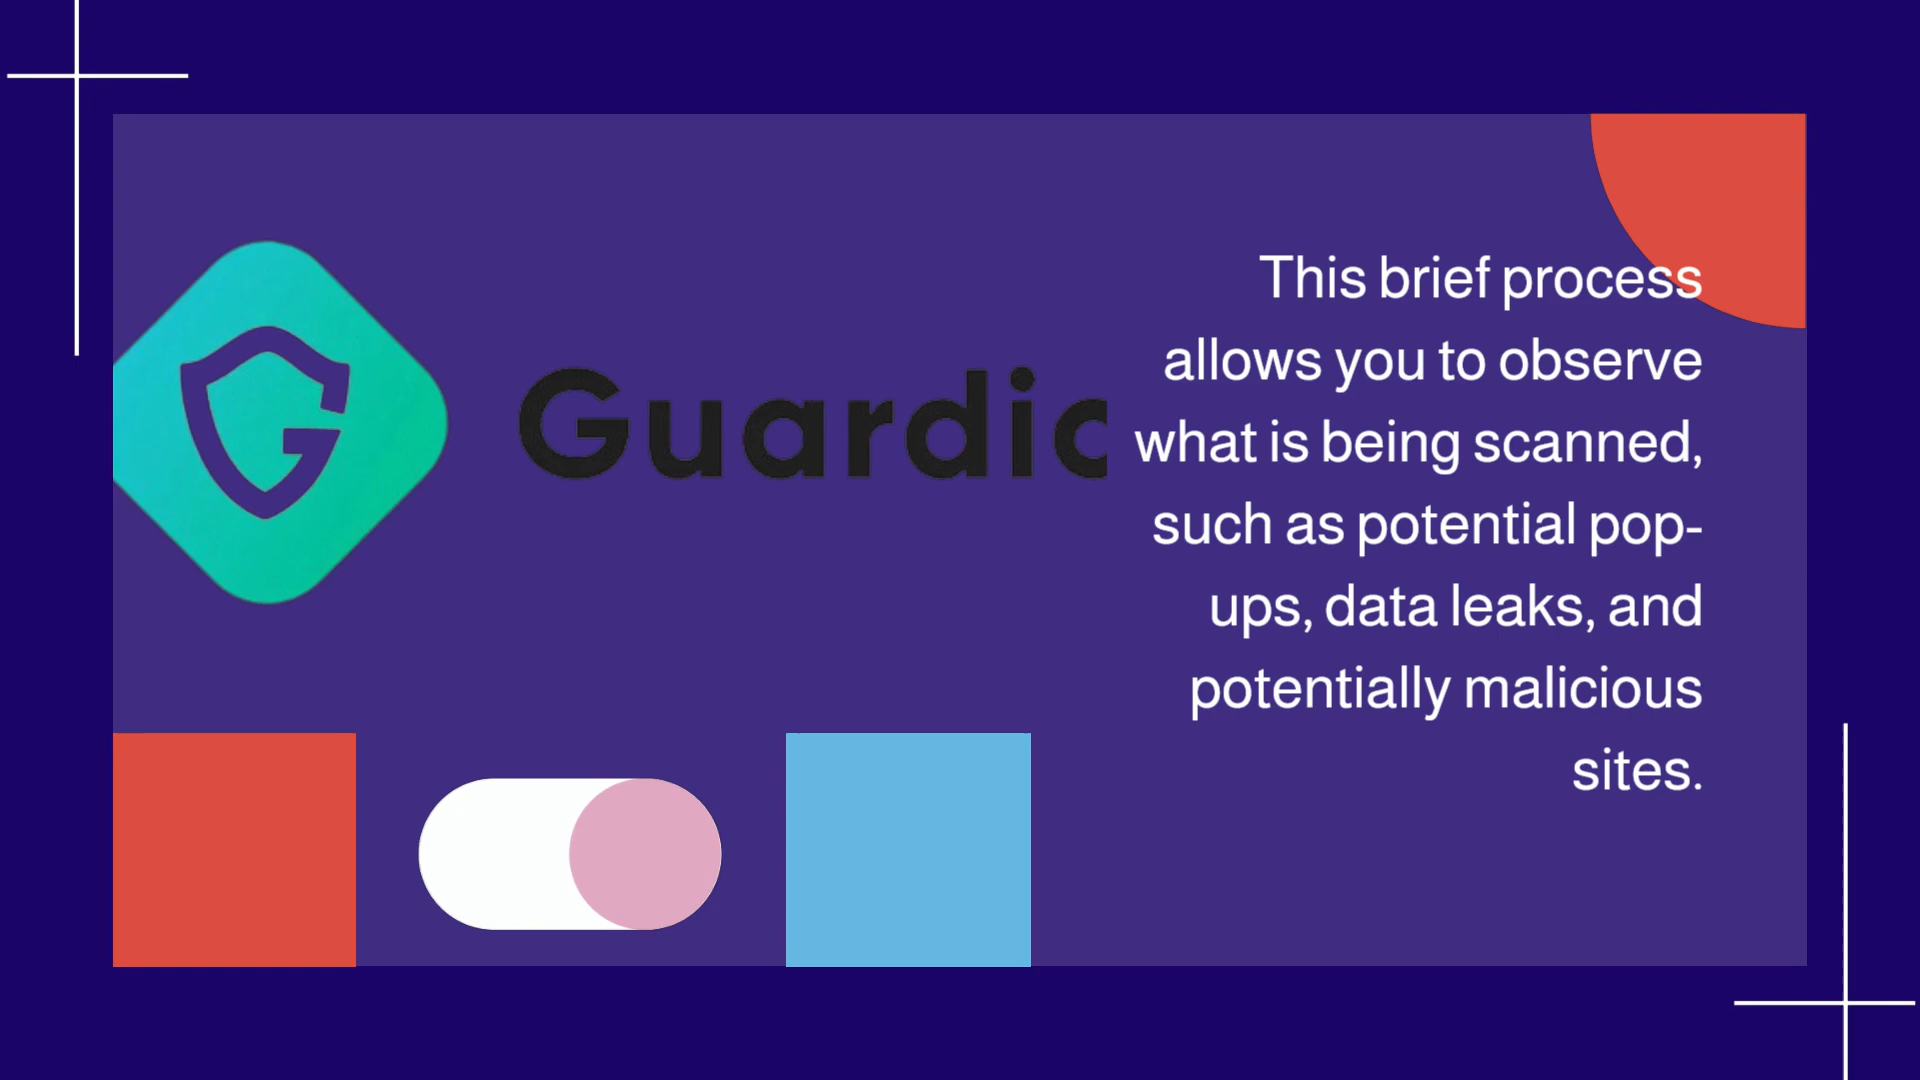 Guardic
This brief process
allows you to observe
what is being scanned,
such as potential pop-
ups, data leaks, and
potentially malicious
sites.